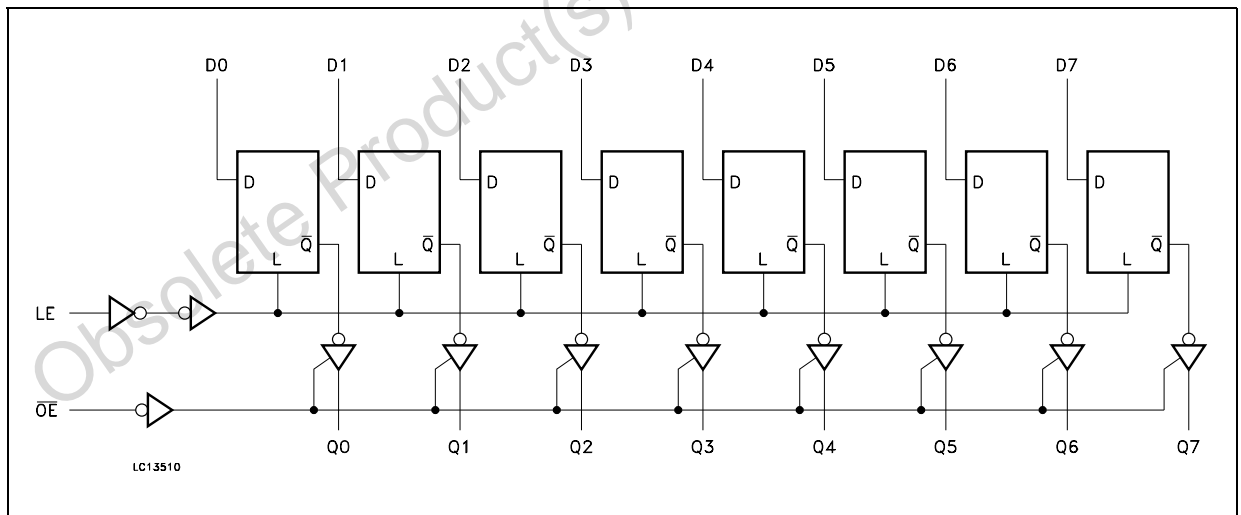 Obsolete Product(s)
D0 D1 D2 D3 D4 D5 D6 D7
D D D D D D D D
Q̅ Q̅ Q̅ Q̅ Q̅ Q̅ Q̅ Q̅
L L L L L L L L
LE
O̅E̅
Q0 Q1 Q2 Q3 Q4 Q5 Q6 Q7
LC13510